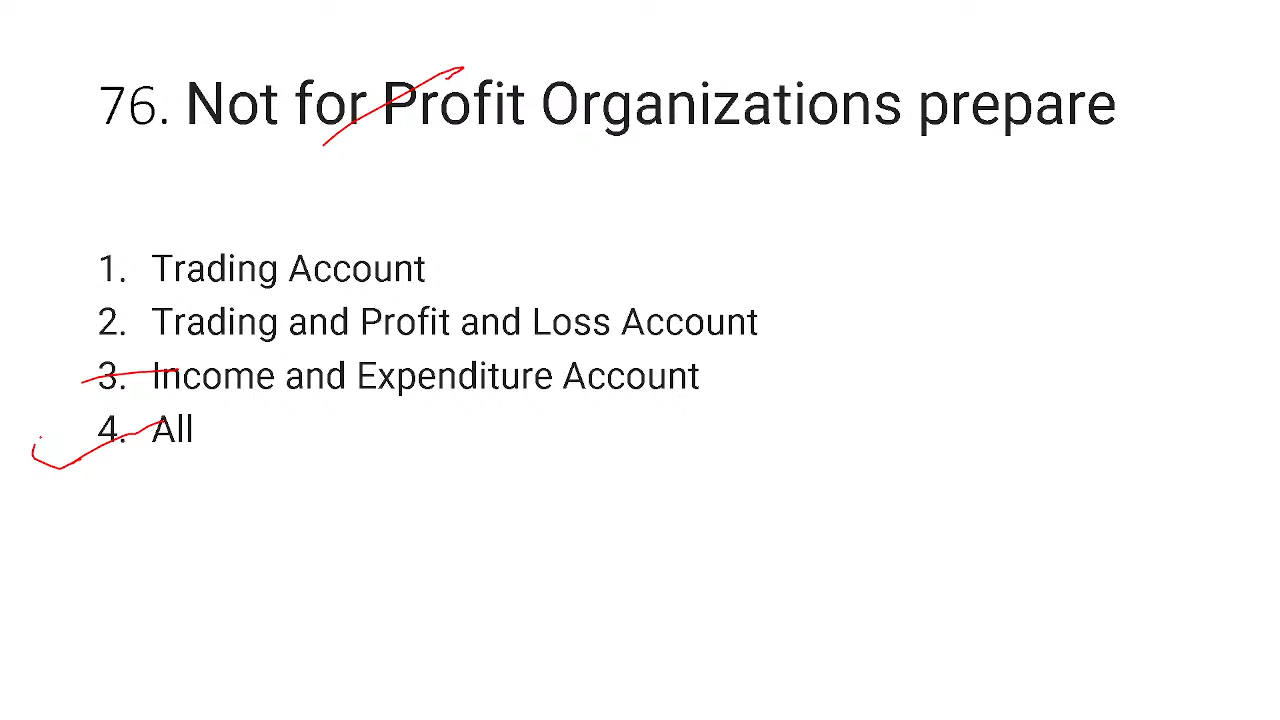 76. Not for Profit Organizations prepare
1. Trading Account
2. Trading and Profit and Loss Account
3. Income and Expenditure Account
4. All